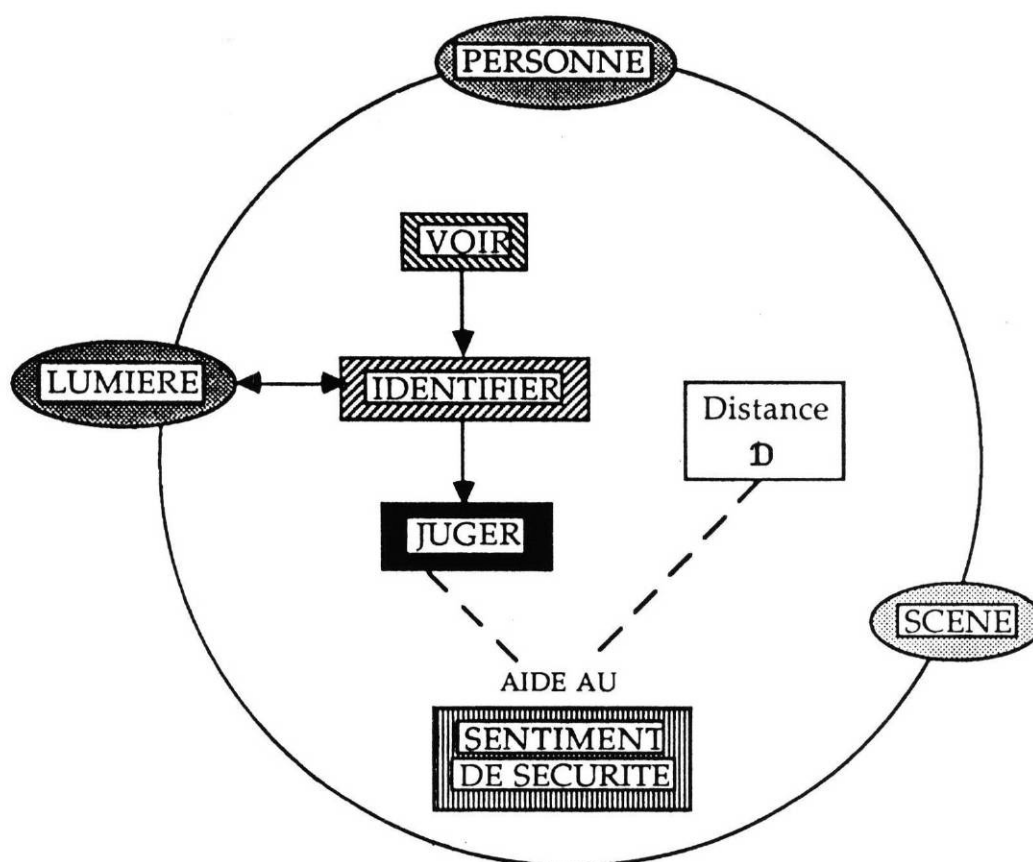 PERSONNE
VOIR
LUMIERE
IDENTIFIER
Distance
D
JUGER
SCENE
AIDE AU
SENTIMENT
DE SECURITE